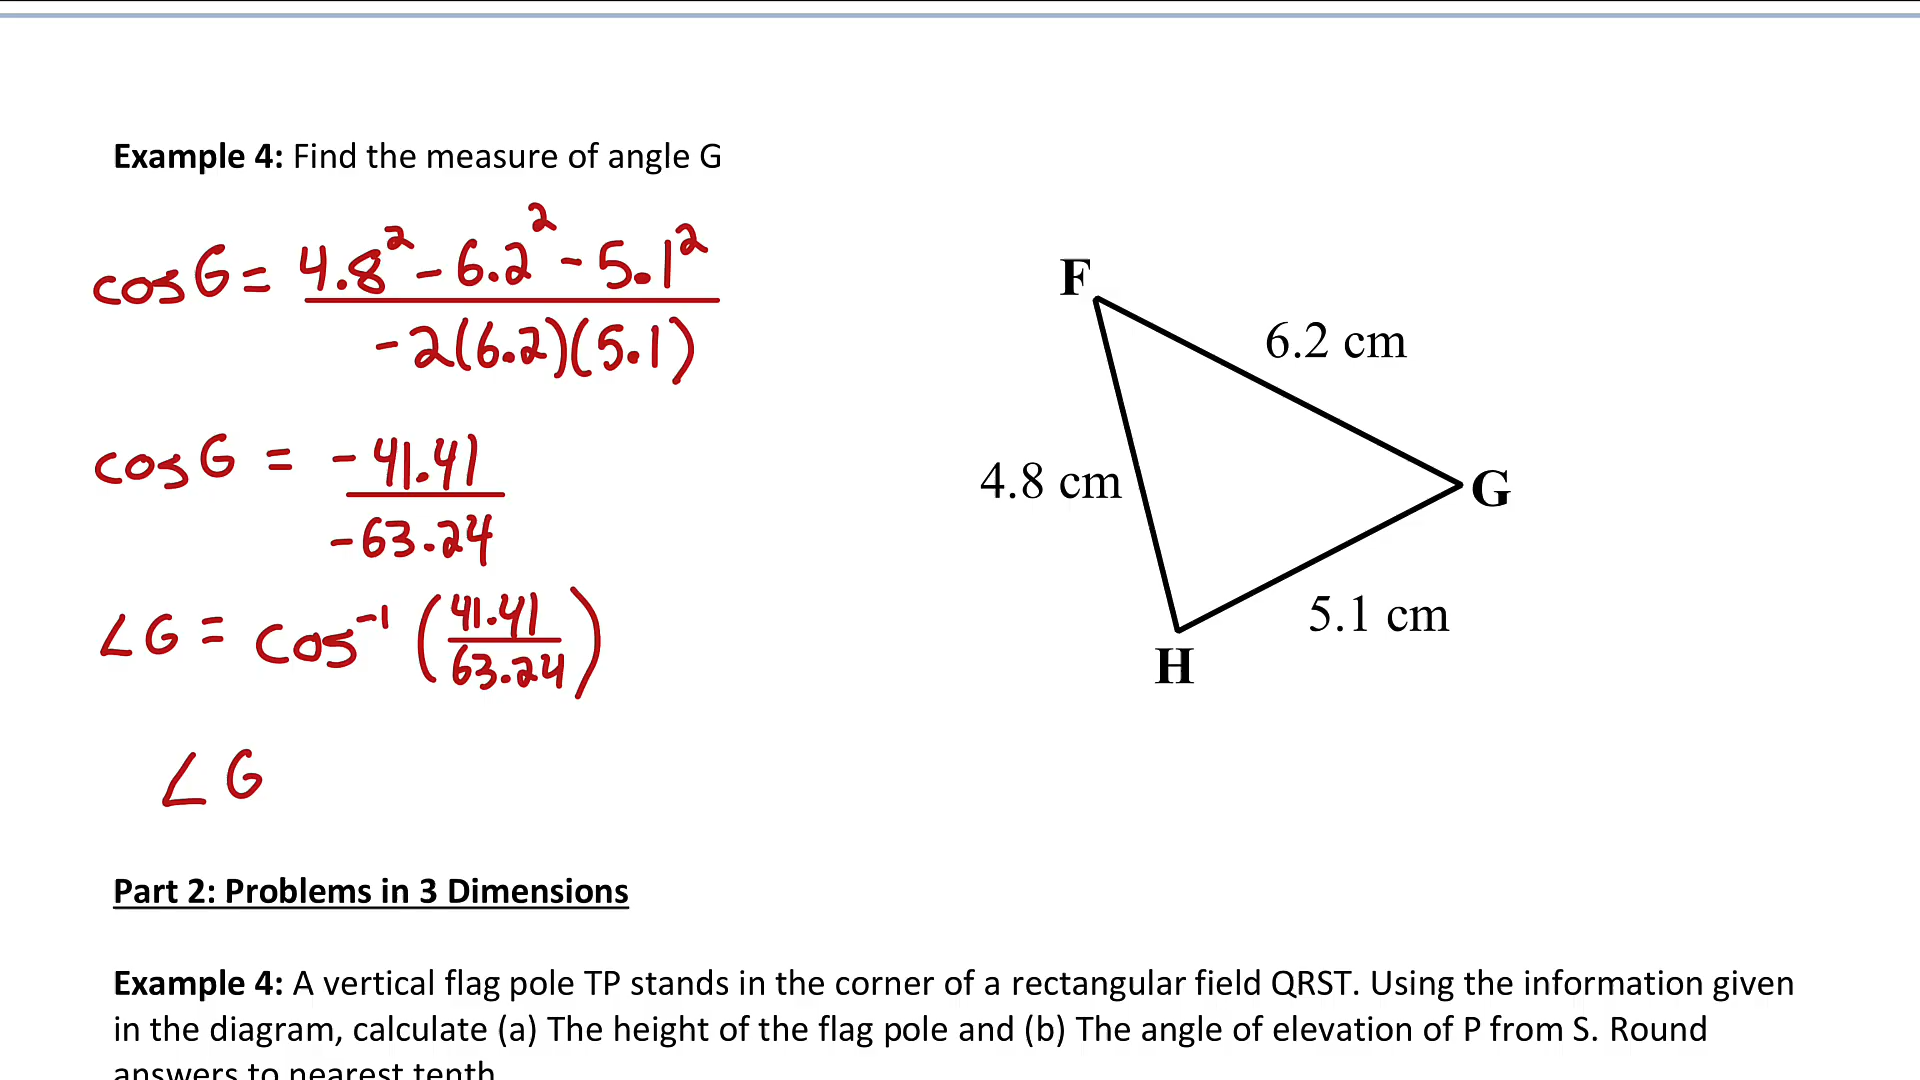 Example 4: Find the measure of angle G
cos G = 4.8² - 6.2² - 5.1²
-2(6.2)(5.1)
cos G = -41.41
-63.24
∠G = cos⁻¹ (41.41/63.24)
∠G
F
6.2 cm
4.8 cm
G
5.1 cm
H
Part 2: Problems in 3 Dimensions
Example 4: A vertical flag pole TP stands in the corner of a rectangular field QRST. Using the information given
in the diagram, calculate (a) The height of the flag pole and (b) The angle of elevation of P from S. Round
answers to nearest tenth